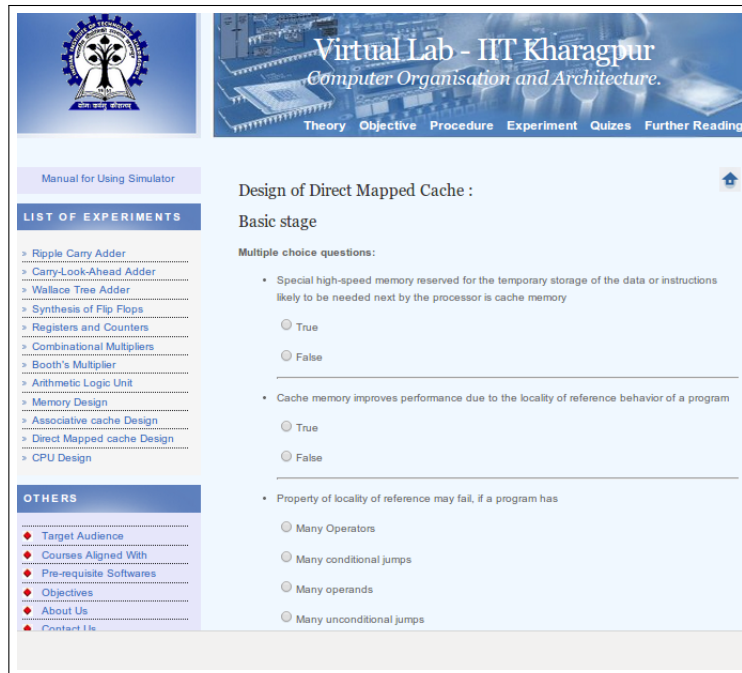 Virtual Lab - IIT Kharagpur
Computer Organisation and Architecture.
Theory Objective Procedure Experiment Quizes Further Reading
Manual for Using Simulator
LIST OF EXPERIMENTS
» Ripple Carry Adder
» Carry-Look-Ahead Adder
» Wallace Tree Adder
» Synthesis of Flip Flops
» Registers and Counters
» Combinational Multipliers
» Booth's Multiplier
» Arithmetic Logic Unit
» Memory Design
» Associative cache Design
» Direct Mapped cache Design
» CPU Design
OTHERS
Target Audience
Courses Aligned With
Pre-requisite Softwares
Objectives
About Us
Contact Us
Design of Direct Mapped Cache :
Basic stage
Multiple choice questions:
• Special high-speed memory reserved for the temporary storage of the data or instructions
likely to be needed next by the processor is cache memory
True
False
• Cache memory improves performance due to the locality of reference behavior of a program
True
False
• Property of locality of reference may fail, if a program has
Many Operators
Many conditional jumps
Many operands
Many unconditional jumps